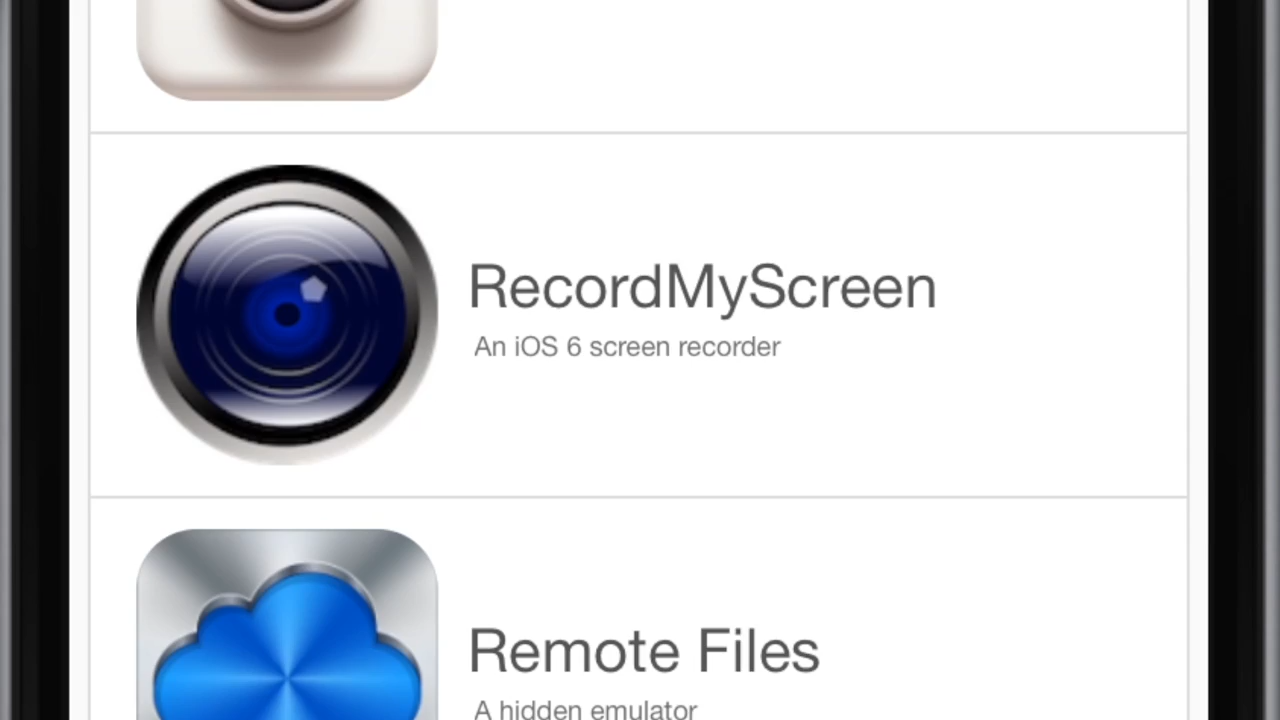 RecordMyScreen
An iOS 6 screen recorder
Remote Files
A hidden emulator